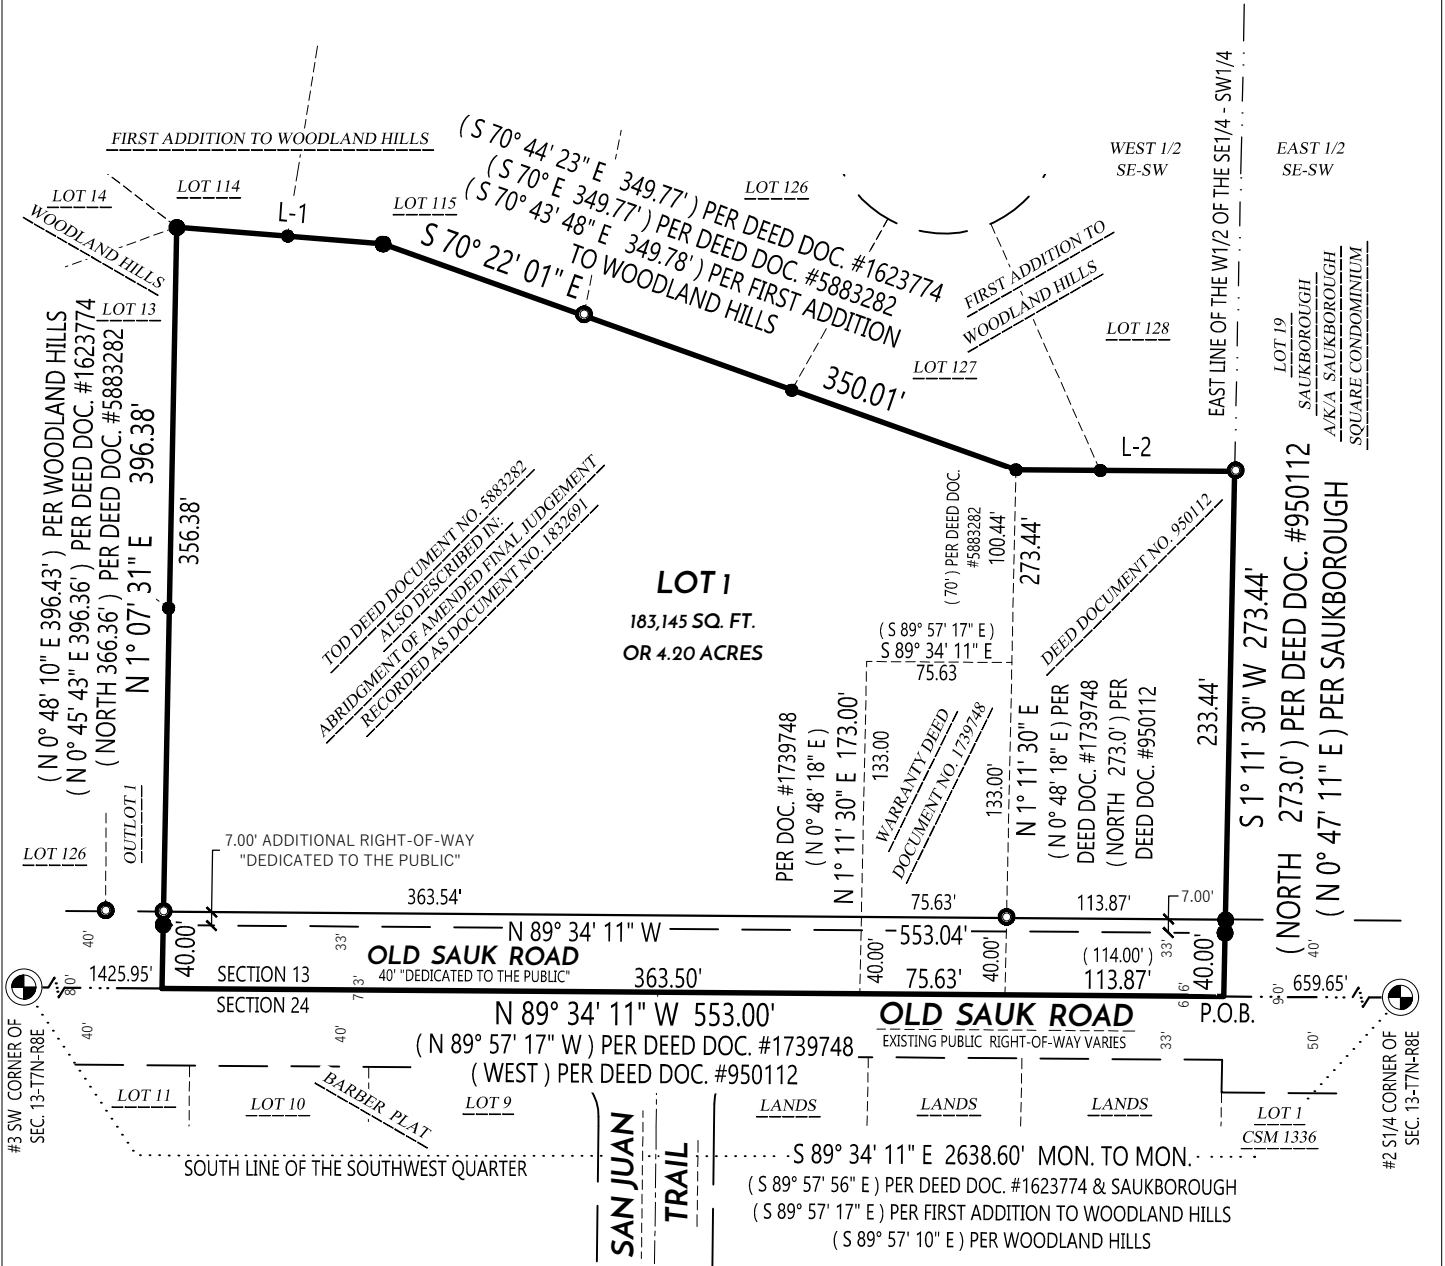 FIRST ADDITION TO WOODLAND HILLS
LOT 14
LOT 114
WOODLAND HILLS
L-1
LOT 115
LOT 13
( S 70° 44' 23" E 349.77' ) PER DEED DOC. #1623774
( S 70° E 349.77' ) PER DEED DOC. #5883282
( S 70° 43' 48" E 349.78' ) PER FIRST ADDITION
TO WOODLAND HILLS
S 70° 22' 01" E
350.01'
LOT 126
FIRST ADDITION TO
WOODLAND HILLS
LOT 127
LOT 128
L-2
WEST 1/2
SE-SW
EAST 1/2
SE-SW
EAST LINE OF THE W1/2 OF THE SE1/4 - SW1/4
LOT 19
SAUKBOROUGH
A/K/A SAUKBOROUGH
SQUARE CONDOMINIUM
( N 0° 48' 10" E 396.43' ) PER WOODLAND HILLS
( N 0° 45' 43" E 396.36' ) PER DEED DOC. #1623774
( NORTH 366.36' ) PER DEED DOC. #5883282
N 1° 07' 31" E 396.38'
356.38'
TOD DEED DOCUMENT NO. 5883282
ALSO DESCRIBED IN:
ABRIDGMENT OF AMENDED FINAL JUDGEMENT
RECORDED AS DOCUMENT NO. 1832691
LOT 1
183,145 SQ. FT.
OR 4.20 ACRES
( 70' ) PER DEED DOC.
#5883282
100.44'
273.44'
DEED DOCUMENT NO. 950112
( S 89° 57' 17" E )
S 89° 34' 11" E
75.63
PER DOC. #1739748
( N 0° 48' 18" E )
N 1° 11' 30" E 173.00'
133.00
WARRANTY DEED
DOCUMENT NO. 1739748
133.00'
N 1° 11' 30" E
( N 0° 48' 18" E ) PER
DEED DOC. #1739748
(NORTH 273.0' ) PER
DEED DOC. #950112
233.44'
S 1° 11' 30" W 273.44'
( NORTH 273.0' ) PER DEED DOC. #950112
( N 0° 47' 11" E ) PER SAUKBOROUGH
OUTLOT 1
LOT 126
7.00' ADDITIONAL RIGHT-OF-WAY
"DEDICATED TO THE PUBLIC"
363.54'
75.63'
113.87'
7.00'
N 89° 34' 11" W
553.04'
40'
40.00'
33'
OLD SAUK ROAD
40' "DEDICATED TO THE PUBLIC"
40.00'
40.00'
( 114.00' )
33'
40.00'
40'
1425.95'
80'
SECTION 13
73'
363.50'
75.63'
113.87'
66'
90'
659.65'
SECTION 24
40'
40'
N 89° 34' 11" W 553.00'
( N 89° 57' 17" W ) PER DEED DOC. #1739748
( WEST ) PER DEED DOC. #950112
OLD SAUK ROAD
EXISTING PUBLIC RIGHT-OF-WAY VARIES
33'
P.O.B.
50'
#3 SW CORNER OF
SEC. 13-T7N-R8E
#2 S1/4 CORNER OF
SEC. 13-T7N-R8E
LOT 11
LOT 10
BARBER PLAT
LOT 9
LANDS
LANDS
LANDS
LOT 1
CSM 1336
SAN JUAN
TRAIL
SOUTH LINE OF THE SOUTHWEST QUARTER
S 89° 34' 11" E 2638.60' MON. TO MON.
( S 89° 57' 56" E ) PER DEED DOC. #1623774 & SAUKBOROUGH
( S 89° 57' 17" E ) PER FIRST ADDITION TO WOODLAND HILLS
( S 89° 57' 10" E ) PER WOODLAND HILLS